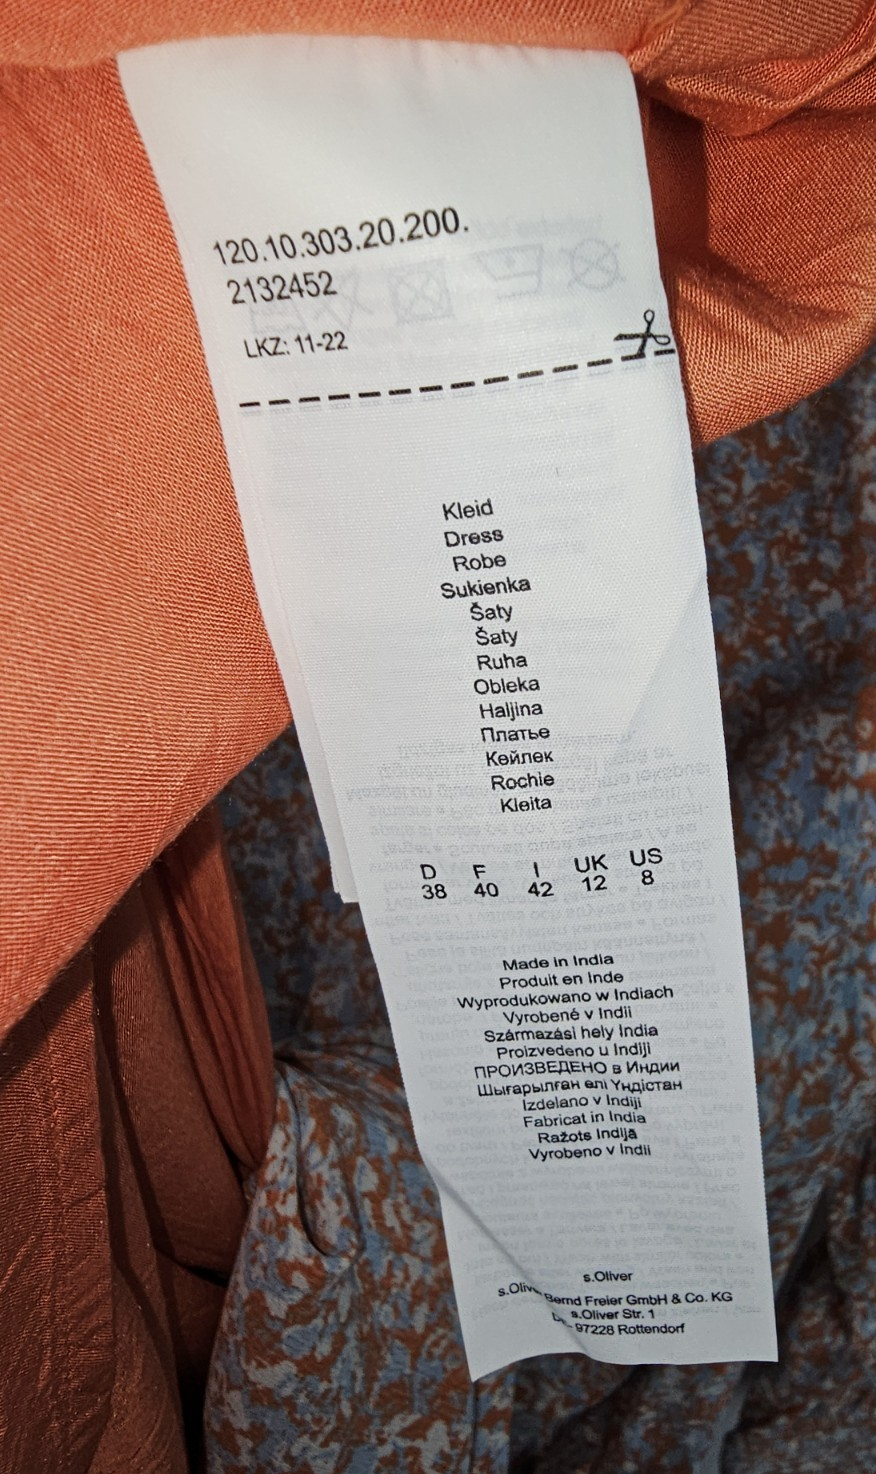 120.10.303.20.200.
2132452
LKZ: 11-22
Kleid
Dress
Robe
Sukienka
Šaty
Šaty
Ruha
Obleka
Haljina
Платье
Көйлек
Rochie
Kleita
D F I UK US
38 40 42 12 8
Made in India
Produit en Inde
Wyprodukowano w Indiach
Vyrobené v Indii
Származási hely India
Proizvedeno u Indiji
ПРОИЗВЕДЕНО в Индии
Шығарылған елі Үндістан
Izdelano v Indiji
Fabricat in India
Ražots Indijā
Vyrobeno v Indii
s.Oliver
Bernd Freier GmbH & Co. KG
s.Oliver Str. 1
97228 Rottendorf